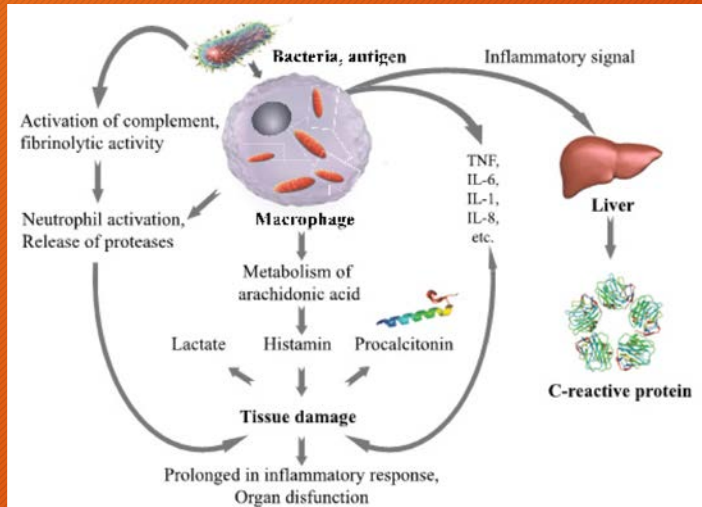 Bacteria, antigen
Inflammatory signal
Activation of complement,
fibrinolytic activity
TNF,
IL-6,
IL-1,
IL-8,
etc.
Liver
Neutrophil activation,
Release of proteases
Macrophage
Metabolism of
arachidonic acid
Lactate
Histamin
Procalcitonin
C-reactive protein
Tissue damage
Prolonged in inflammatory response,
Organ disfunction